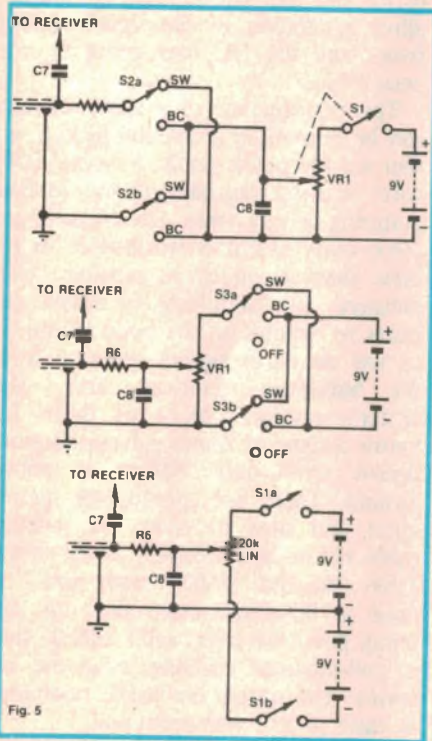 TO RECEIVER
C7
S2a
SW
BC
S1
S2b
SW
BC
C8
VR1
+
9V
-
TO RECEIVER
C7
R6
C8
VR1
S3a
SW
BC
OFF
SW
S3b
BC
OFF
+
9V
-
TO RECEIVER
C7
R6
C8
20k
LIN
S1a
+
9V
-
+
9V
-
S1b
Fig. 5